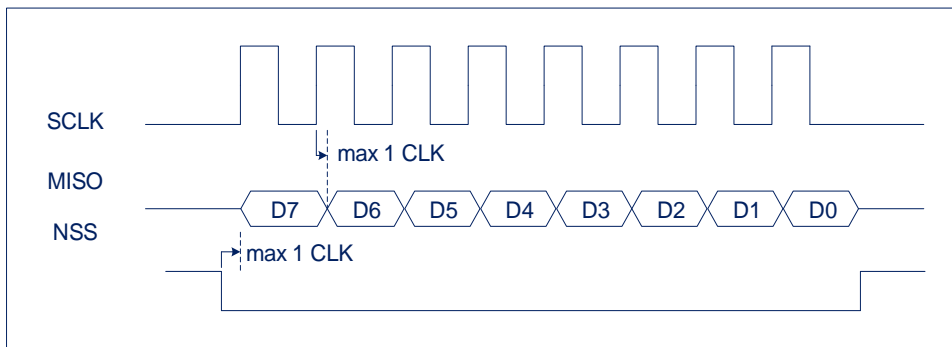 SCLK
max 1 CLK
MISO
D7 D6 D5 D4 D3 D2 D1 D0
NSS
max 1 CLK